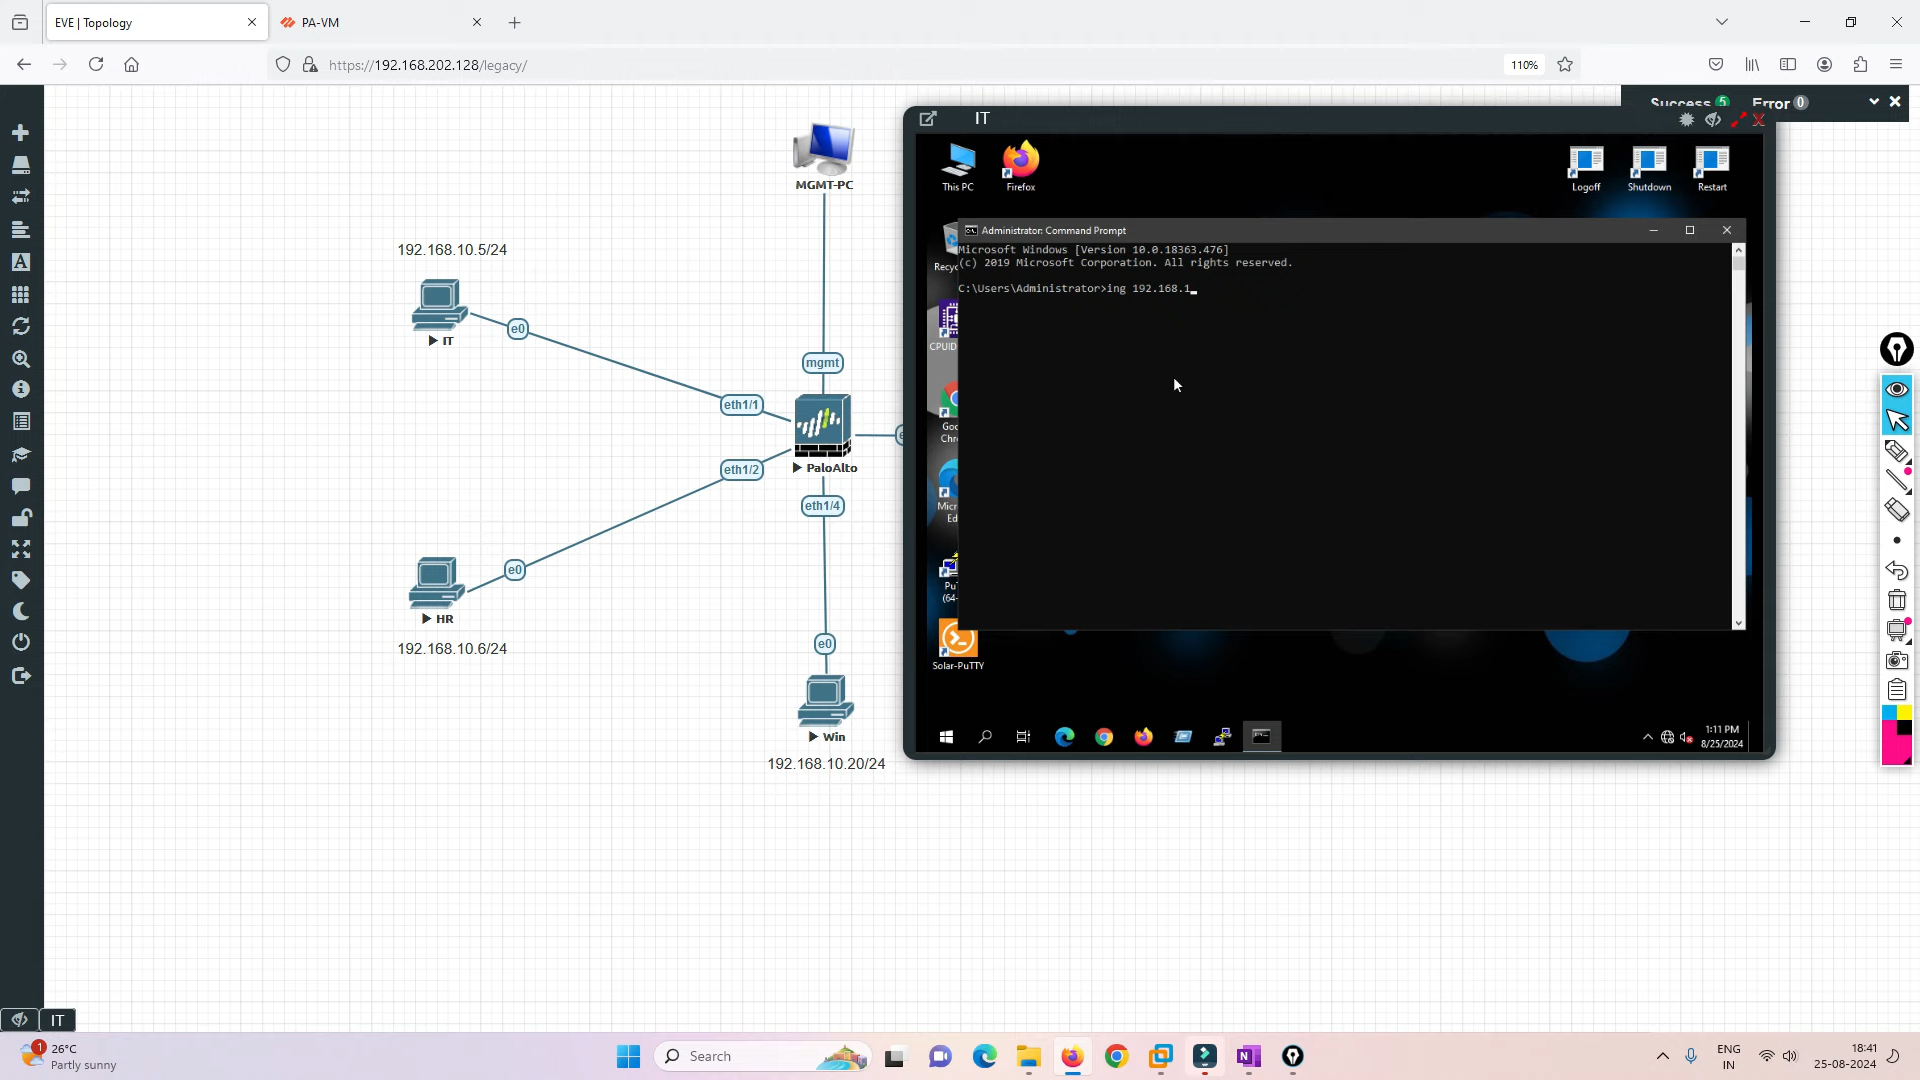 EVE | Topology
PA-VM
https://192.168.202.128/legacy/
110%
Success 5 Error 0
IT
MGMT-PC
This PC
Firefox
Logoff
Shutdown
Restart
192.168.10.5/24
Administrator: Command Prompt
Microsoft Windows [Version 10.0.18363.476]
(c) 2019 Microsoft Corporation. All rights reserved.
C:\Users\Administrator>ing 192.168.1_
IT
e0
CPUID
mgmt
eth1/1
PaloAlto
eth1/2
eth1/4
HR
e0
192.168.10.6/24
e0
Solar-PuTTY
Win
192.168.10.20/24
1:11 PM
8/25/2024
IT
1
26°C
Partly sunny
Search
ENG
IN
18:41
25-08-2024